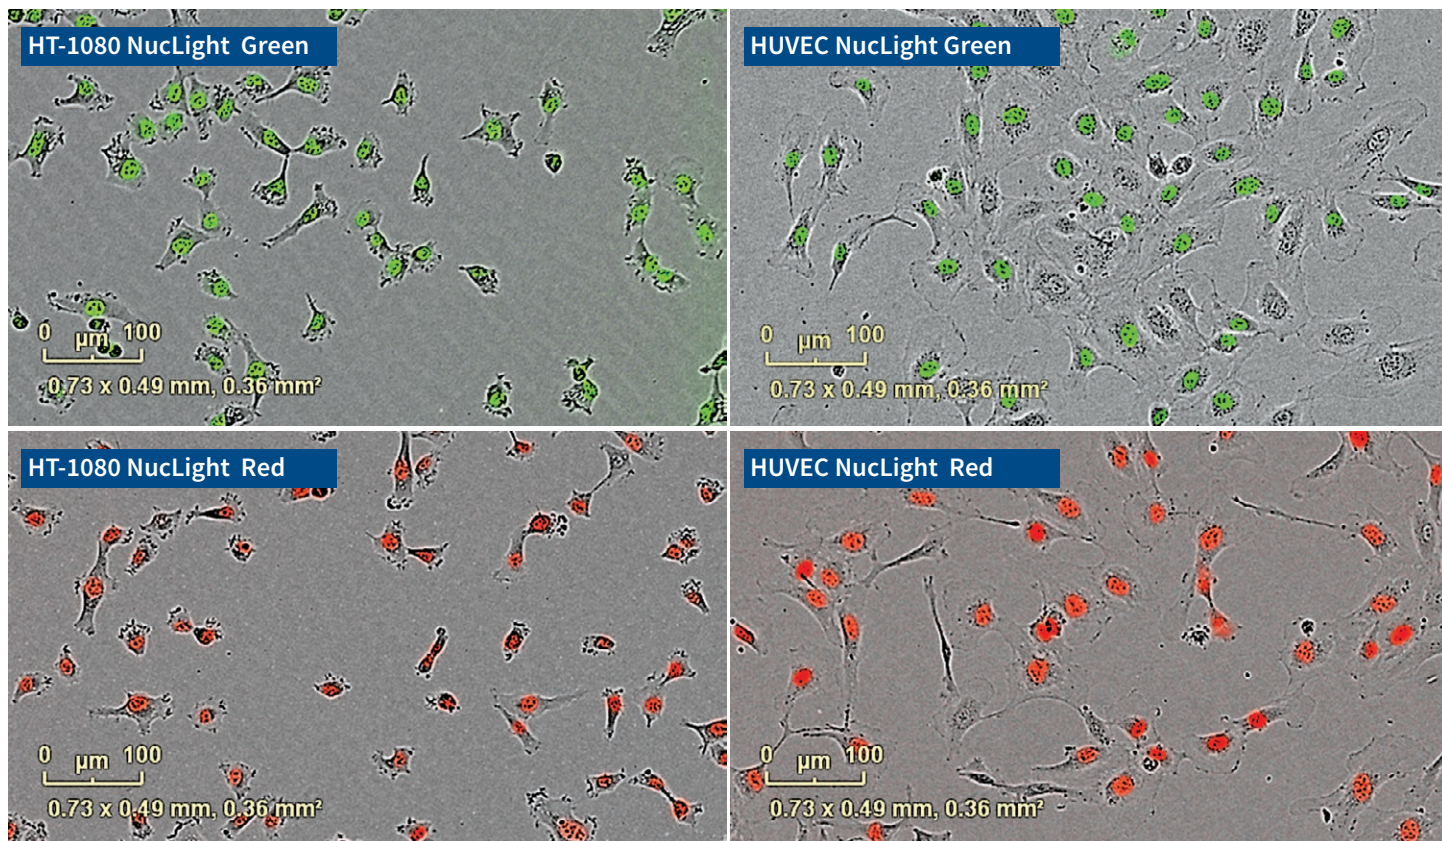 HT-1080 NucLight Green
0 µm 100
0.73 x 0.49 mm, 0.36 mm²
HUVEC NucLight Green
0 µm 100
0.73 x 0.49 mm, 0.36 mm²
HT-1080 NucLight Red
0 µm 100
0.73 x 0.49 mm, 0.36 mm²
HUVEC NucLight Red
0 µm 100
0.73 x 0.49 mm, 0.36 mm²